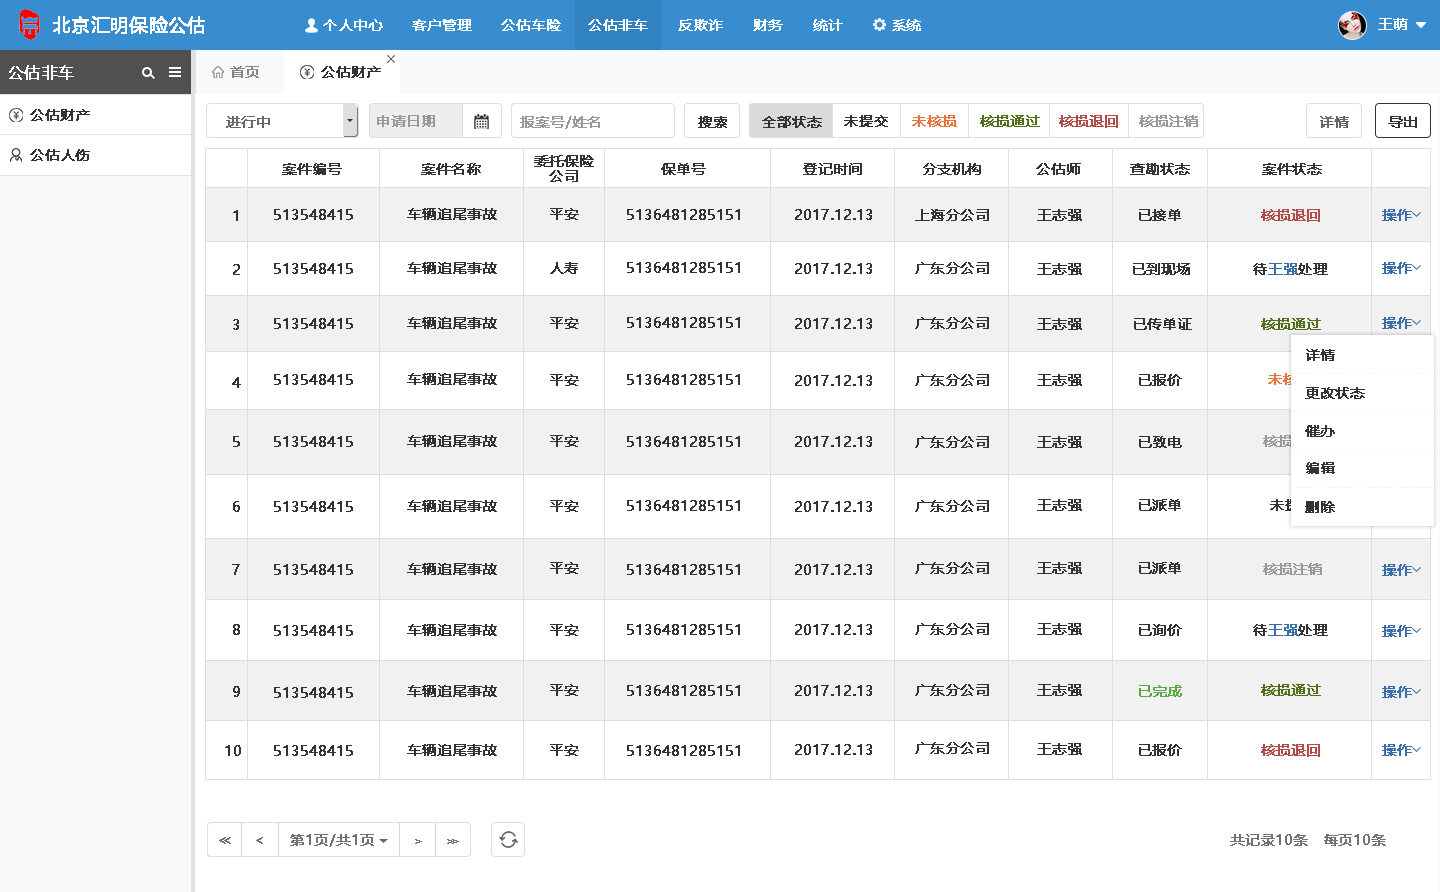 北京汇明保险公估 个人中心 客户管理 公估车险 公估非车 反欺诈 财务 统计 系统 王萌
公估非车 首页 公估财产
公估财产
公估人伤
进行中 申请日期 报案号/姓名 搜索 全部状态 未提交 未核损 核损通过 核损退回 核损注销 详情 导出
案件编号 案件名称 委托保险公司 保单号 登记时间 分支机构 公估师 查勘状态 案件状态
1 513548415 车辆追尾事故 平安 5136481285151 2017.12.13 上海分公司 王志强 已接单 核损退回 操作
2 513548415 车辆追尾事故 人寿 5136481285151 2017.12.13 广东分公司 王志强 已到现场 待王强处理 操作
3 513548415 车辆追尾事故 平安 5136481285151 2017.12.13 广东分公司 王志强 已传单证 核损通过 操作
4 513548415 车辆追尾事故 平安 5136481285151 2017.12.13 广东分公司 王志强 已报价 未核
5 513548415 车辆追尾事故 平安 5136481285151 2017.12.13 广东分公司 王志强 已致电 核损
6 513548415 车辆追尾事故 平安 5136481285151 2017.12.13 广东分公司 王志强 已派单 未
详情
更改状态
催办
编辑
删除
7 513548415 车辆追尾事故 平安 5136481285151 2017.12.13 广东分公司 王志强 已派单 核损注销 操作
8 513548415 车辆追尾事故 平安 5136481285151 2017.12.13 广东分公司 王志强 已询价 待王强处理 操作
9 513548415 车辆追尾事故 平安 5136481285151 2017.12.13 广东分公司 王志强 已完成 核损通过 操作
10 513548415 车辆追尾事故 平安 5136481285151 2017.12.13 广东分公司 王志强 已报价 核损退回 操作
≪ < 第1页/共1页 > ≫ 共记录10条 每页10条